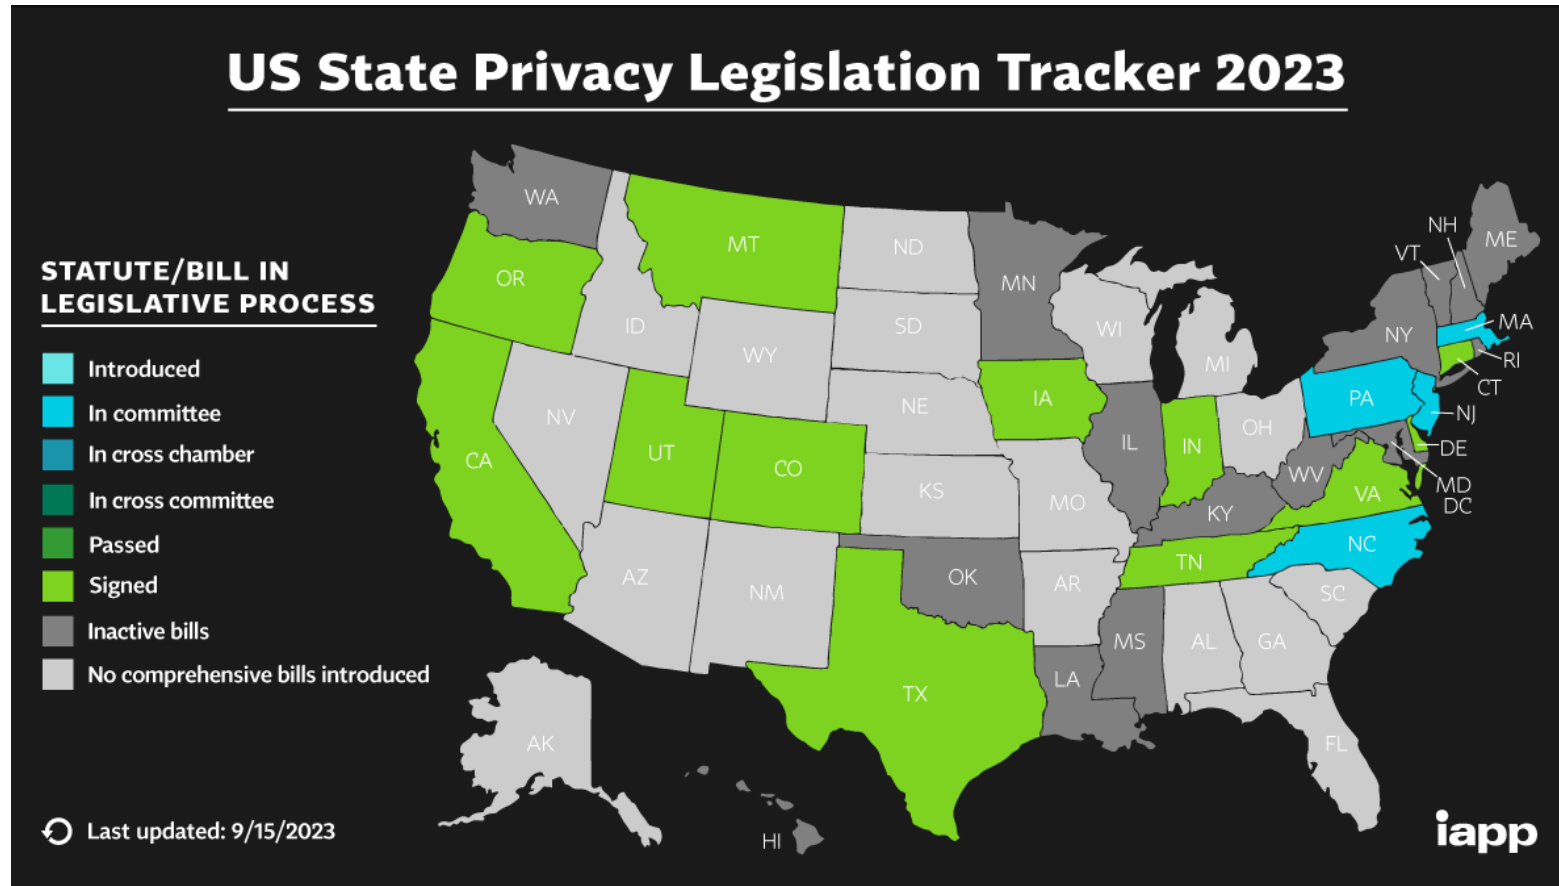 US State Privacy Legislation Tracker 2023
STATUTE/BILL IN
LEGISLATIVE PROCESS
Introduced
In committee
In cross chamber
In cross committee
Passed
Signed
Inactive bills
No comprehensive bills introduced
Last updated: 9/15/2023
WA
MT
ND
MN
OR
ID
SD
WI
MI
WY
NH
VT
ME
NY
MA
RI
CT
NV
NE
IA
PA
NJ
CA
UT
CO
IL
IN
OH
DE
KS
MO
WV
VA
MD
DC
KY
AZ
NM
OK
AR
TN
NC
SC
MS
AL
GA
TX
LA
FL
AK
HI
iapp